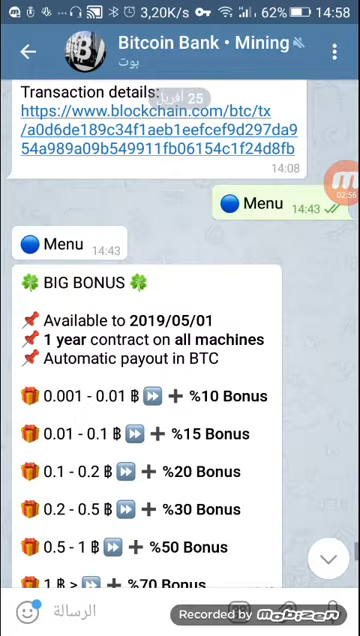 3,20K/s 62% 14:58
Bitcoin Bank • Mining
بوت
Transaction details:
25 أفريل
https://www.blockchain.com/btc/tx
/a0d6de189c34f1aeb1eefcef9d297da9
54a989a09b549911fb06154c1f24d8fb
14:08
02:56
🔵 Menu 14:43
🔵 Menu 14:43
🍀 BIG BONUS 🍀
📌 Available to 2019/05/01
📌 1 year contract on all machines
📌 Automatic payout in BTC
🎁 0.001 - 0.01 ฿ ⏩ ➕ %10 Bonus
🎁 0.01 - 0.1 ฿ ⏩ ➕ %15 Bonus
🎁 0.1 - 0.2 ฿ ⏩ ➕ %20 Bonus
🎁 0.2 - 0.5 ฿ ⏩ ➕ %30 Bonus
🎁 0.5 - 1 ฿ ⏩ ➕ %50 Bonus
🎁 1 ฿ > ⏩ ➕ %70 Bonus
الرسالة
Recorded by mobizen